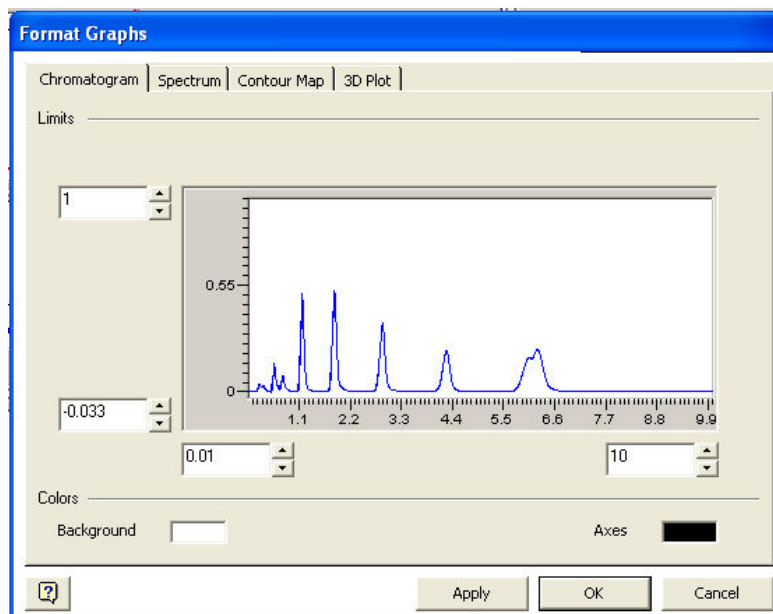 Format Graphs
Chromatogram Spectrum Contour Map 3D Plot
Limits
1
0.55
0
-0.033
1.1 2.2 3.3 4.4 5.5 6.6 7.7 8.8 9.9
0.01 10
Colors
Background Axes
? Apply OK Cancel